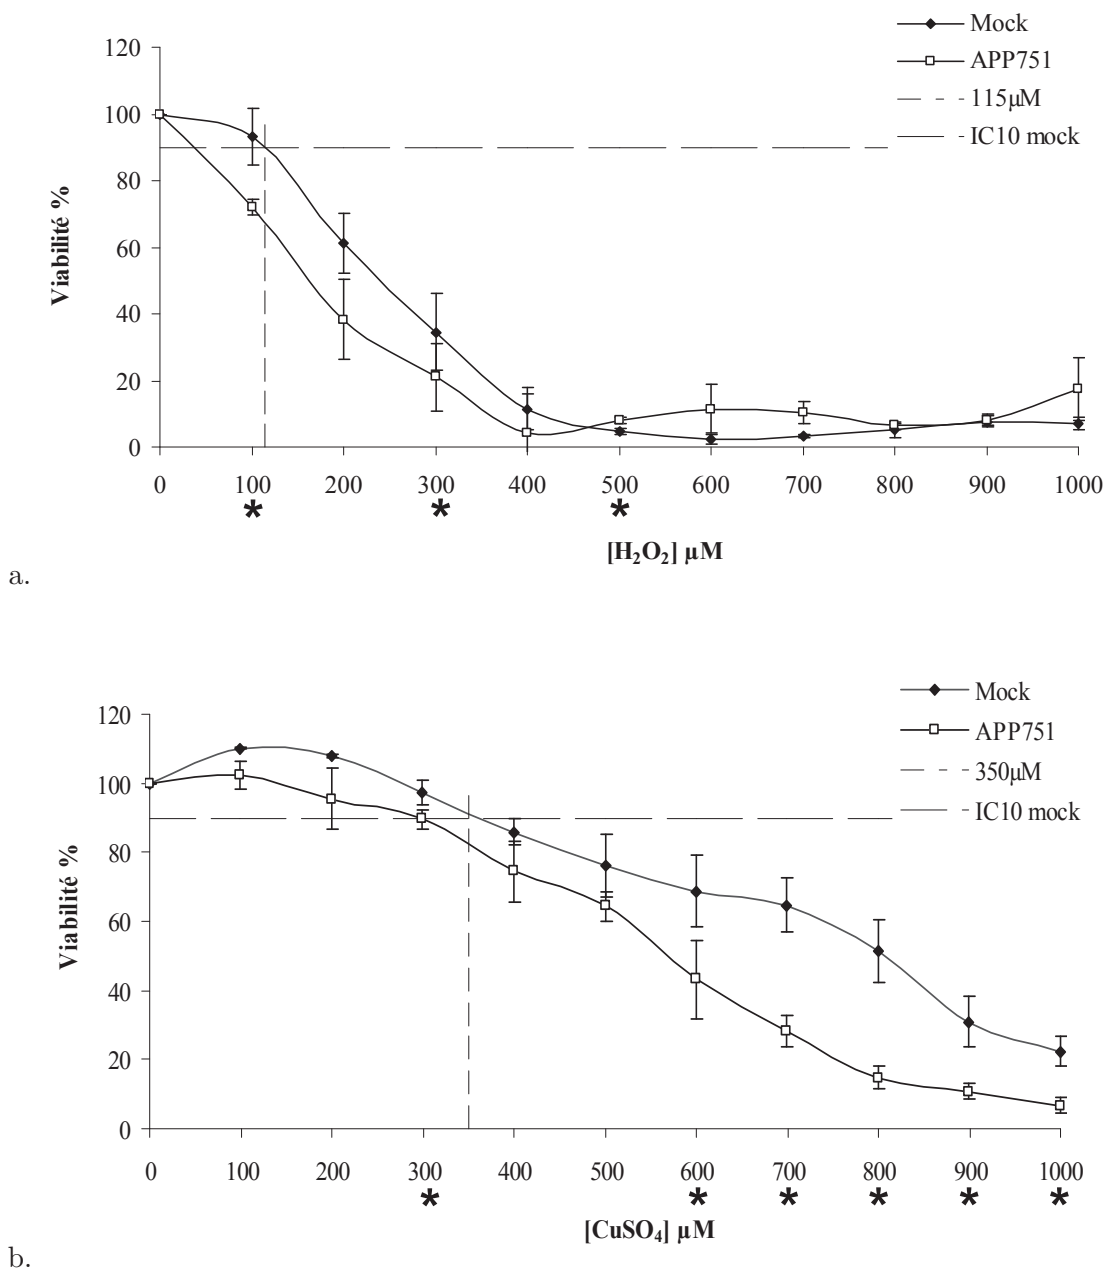 Mock
APP751
115µM
IC10 mock
120
100
80
60
40
20
0
Viabilité %
0 100 200 300 400 500 600 700 800 900 1000
* * *
[H₂O₂] µM
a.
Mock
APP751
350µM
IC10 mock
120
100
80
60
40
20
0
Viabilité %
0 100 200 300 400 500 600 700 800 900 1000
* * * * * *
[CuSO₄] µM
b.